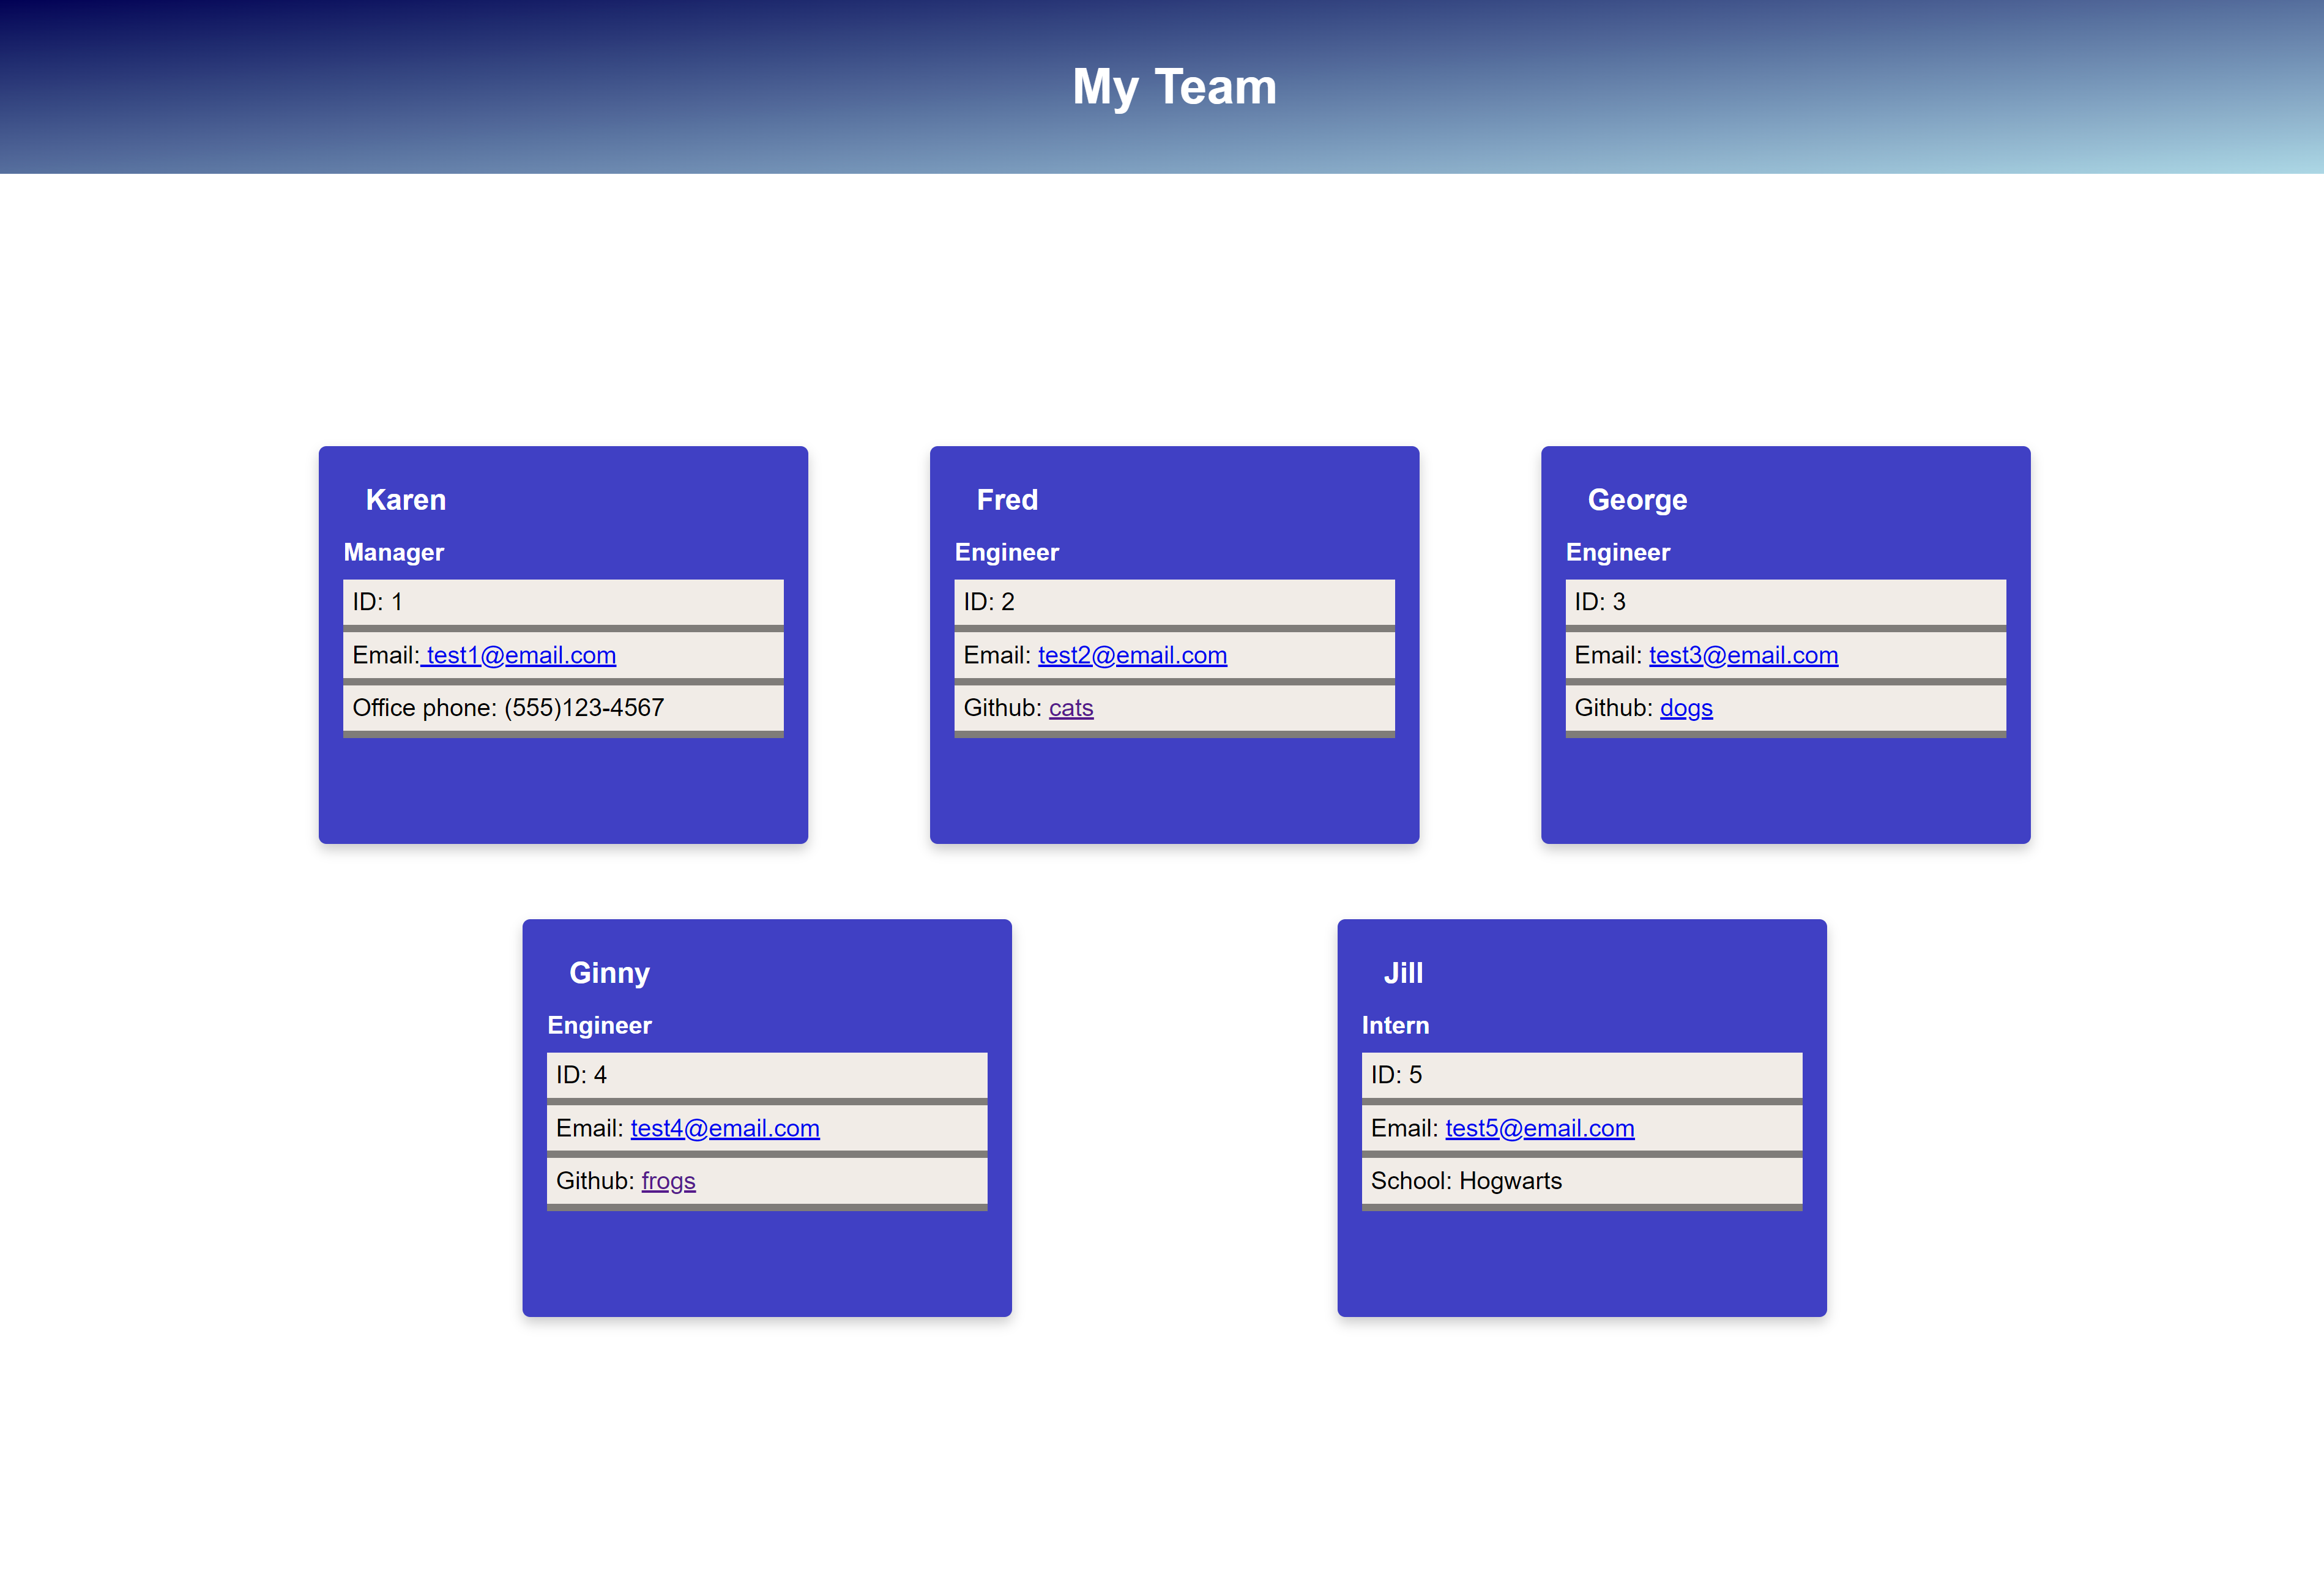 My Team
Karen
Manager
ID: 1
Email: test1@email.com
Office phone: (555)123-4567
Fred
Engineer
ID: 2
Email: test2@email.com
Github: cats
George
Engineer
ID: 3
Email: test3@email.com
Github: dogs
Ginny
Engineer
ID: 4
Email: test4@email.com
Github: frogs
Jill
Intern
ID: 5
Email: test5@email.com
School: Hogwarts